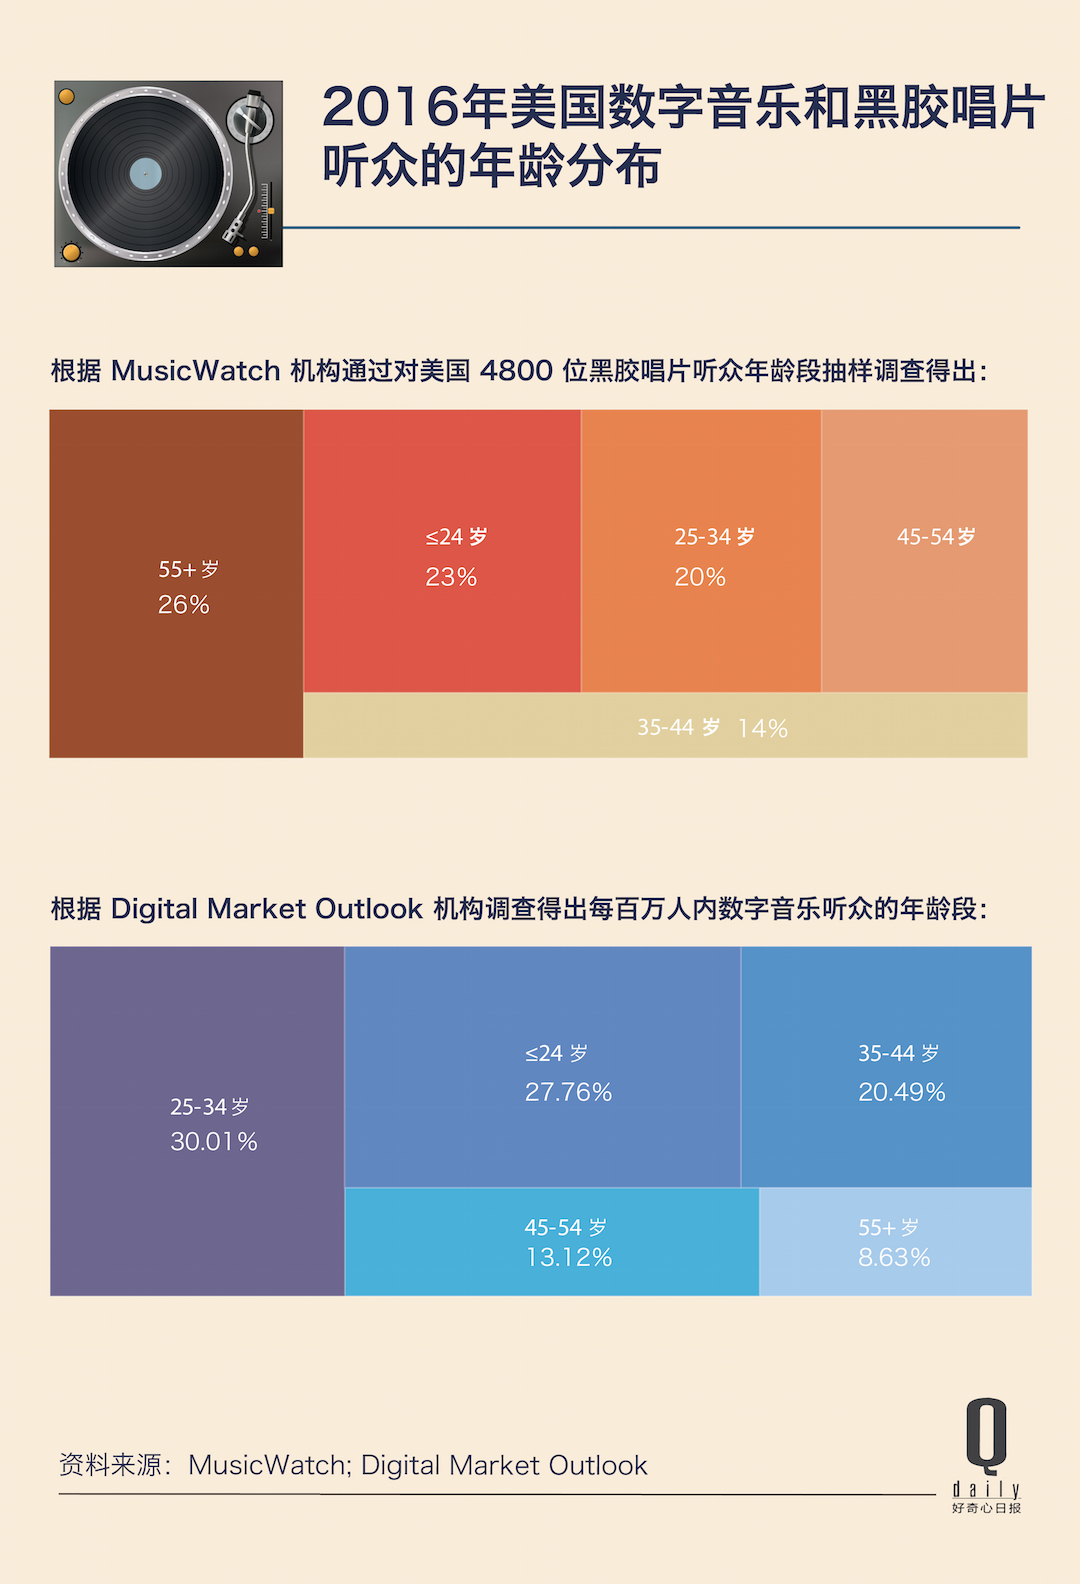 2016年美国数字音乐和黑胶唱片
听众的年龄分布
根据 MusicWatch 机构通过对美国 4800 位黑胶唱片听众年龄段抽样调查得出：
55+ 岁
26%
≤24 岁
23%
25-34 岁
20%
45-54 岁
35-44 岁 14%
根据 Digital Market Outlook 机构调查得出每百万人内数字音乐听众的年龄段：
25-34 岁
30.01%
≤24 岁
27.76%
35-44 岁
20.49%
45-54 岁
13.12%
55+ 岁
8.63%
资料来源：MusicWatch; Digital Market Outlook
Q
daily
好奇心日报